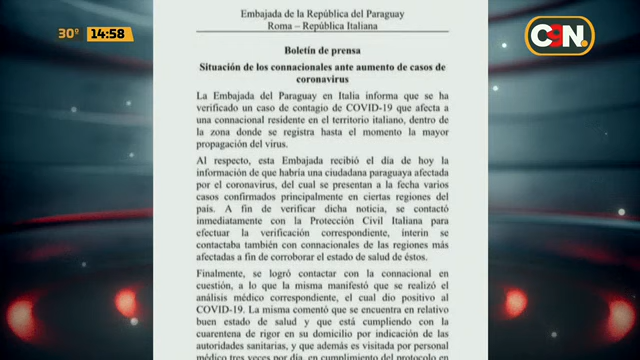 30º
14:58
C9N.
Embajada de la República del Paraguay
Roma – República Italiana
Boletín de prensa
Situación de los connacionales ante aumento de casos de
coronavirus
La Embajada del Paraguay en Italia informa que se ha
verificado un caso de contagio de COVID-19 que afecta a
una connacional residente en el territorio italiano, dentro de
la zona donde se registra hasta el momento la mayor
propagación del virus.
Al respecto, esta Embajada recibió el día de hoy la
información de que habría una ciudadana paraguaya afectada
por el coronavirus, del cual se presentan a la fecha varios
casos confirmados principalmente en ciertas regiones del
país. A fin de verificar dicha noticia, se contactó
inmediatamente con la Protección Civil Italiana para
efectuar la verificación correspondiente, interin se
contactaba también con connacionales de las regiones más
afectadas a fin de corroborar el estado de salud de éstos.
Finalmente, se logró contactar con la connacional en
cuestión, a lo que la misma manifestó que se realizó el
análisis médico correspondiente, el cual dio positivo al
COVID-19. La misma comentó que se encuentra en relativo
buen estado de salud y que está cumpliendo con la
cuarentena de rigor en su domicilio por indicación de las
autoridades sanitarias, y que además es visitada por personal
médico tres veces por día, en cumplimiento del protocolo en